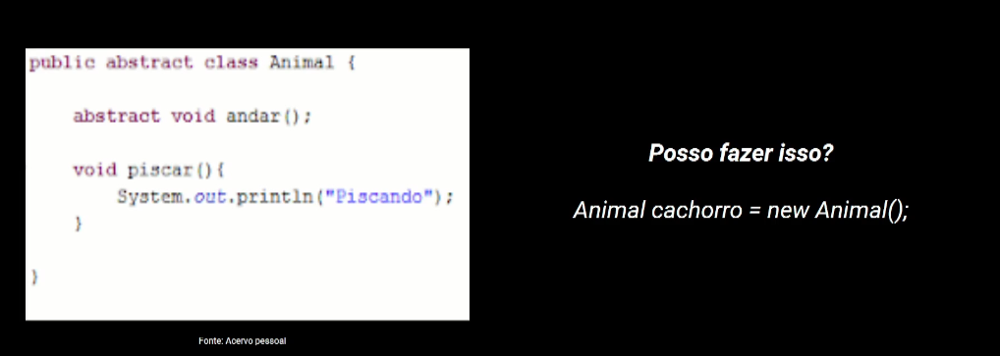 public abstract class Animal {
abstract void andar();
void piscar(){
System.out.println("Piscando");
}
}
Fonte: Acervo pessoal
Posso fazer isso?
Animal cachorro = new Animal();